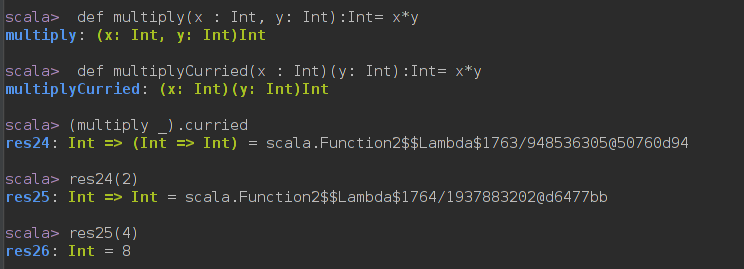 scala>  def multiply(x : Int, y: Int):Int= x*y
multiply: (x: Int, y: Int)Int
scala>  def multiplyCurried(x : Int)(y: Int):Int= x*y
multiplyCurried: (x: Int)(y: Int)Int
scala> (multiply _).curried
res24: Int => (Int => Int) = scala.Function2$$Lambda$1763/948536305@50760d94
scala> res24(2)
res25: Int => Int = scala.Function2$$Lambda$1764/1937883202@d6477bb
scala> res25(4)
res26: Int = 8